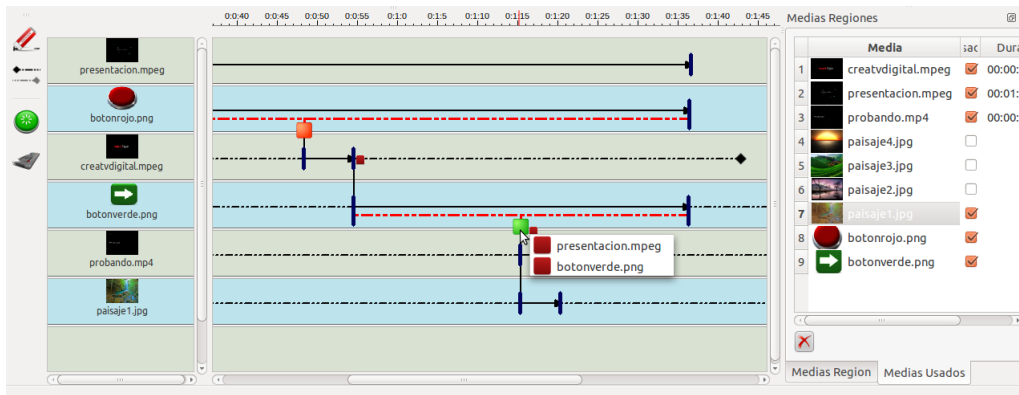 0:0:40 0:0:45 0:0:50 0:0:55 0:1:0 0:1:5 0:1:10 0:1:15 0:1:20 0:1:25 0:1:30 0:1:35 0:1:40 0:1:45
presentacion.mpeg
botonrojo.png
creatvdigital.mpeg
botonverde.png
probando.mp4
paisaje1.jpg
presentacion.mpeg
botonverde.png
Medias Regiones
Media sac Dura
1 creatvdigital.mpeg 00:00:
2 presentacion.mpeg 00:01:
3 probando.mp4 00:00:
4 paisaje4.jpg
5 paisaje3.jpg
6 paisaje2.jpg
7 paisaje1.jpg
8 botonrojo.png
9 botonverde.png
Medias Region Medias Usados